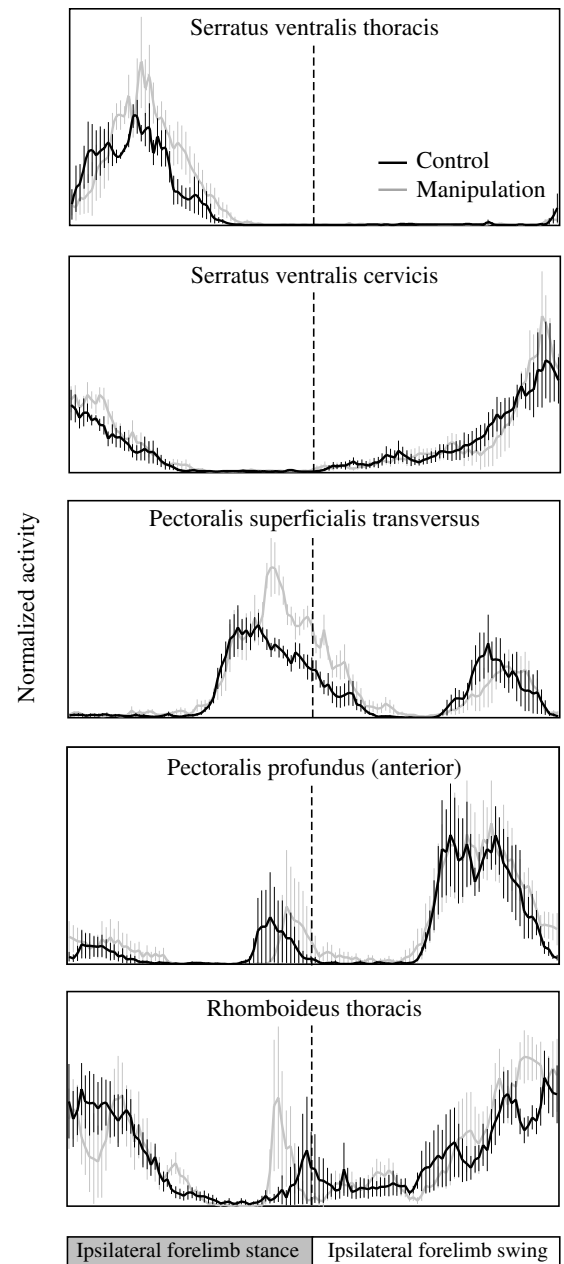 Serratus ventralis thoracis
Control
Manipulation
Serratus ventralis cervicis
Pectoralis superficialis transversus
Normalized activity
Pectoralis profundus (anterior)
Rhomboideus thoracis
Ipsilateral forelimb stance
Ipsilateral forelimb swing